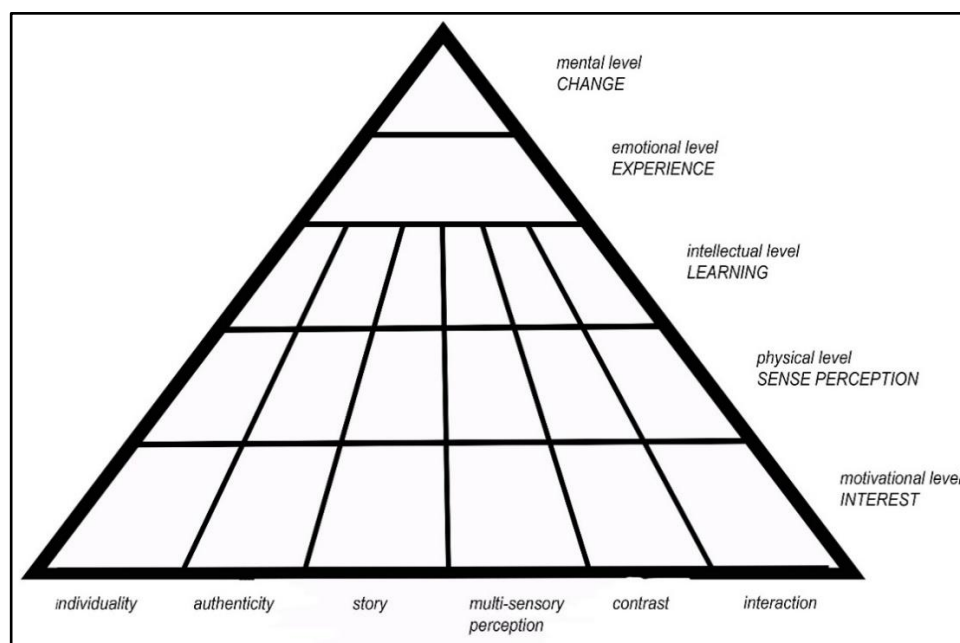 mental level
CHANGE
emotional level
EXPERIENCE
intellectual level
LEARNING
physical level
SENSE PERCEPTION
motivational level
INTEREST
individuality
authenticity
story
multi-sensory
perception
contrast
interaction